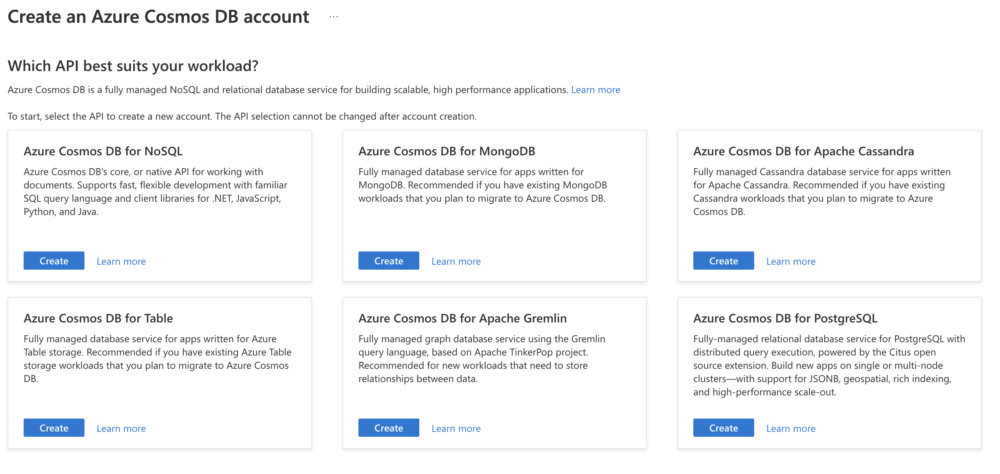 Create an Azure Cosmos DB account ...
Which API best suits your workload?
Azure Cosmos DB is a fully managed NoSQL and relational database service for building scalable, high performance applications. Learn more
To start, select the API to create a new account. The API selection cannot be changed after account creation.
Azure Cosmos DB for NoSQL
Azure Cosmos DB's core, or native API for working with
documents. Supports fast, flexible development with familiar
SQL query language and client libraries for .NET, JavaScript,
Python, and Java.
Create Learn more
Azure Cosmos DB for MongoDB
Fully managed database service for apps written for
MongoDB. Recommended if you have existing MongoDB
workloads that you plan to migrate to Azure Cosmos DB.
Create Learn more
Azure Cosmos DB for Apache Cassandra
Fully managed Cassandra database service for apps written
for Apache Cassandra. Recommended if you have existing
Cassandra workloads that you plan to migrate to Azure
Cosmos DB.
Create Learn more
Azure Cosmos DB for Table
Fully managed database service for apps written for Azure
Table storage. Recommended if you have existing Azure Table
storage workloads that you plan to migrate to Azure Cosmos
DB.
Create Learn more
Azure Cosmos DB for Apache Gremlin
Fully managed graph database service using the Gremlin
query language, based on Apache TinkerPop project.
Recommended for new workloads that need to store
relationships between data.
Create Learn more
Azure Cosmos DB for PostgreSQL
Fully-managed relational database service for PostgreSQL with
distributed query execution, powered by the Citus open
source extension. Build new apps on single or multi-node
clusters—with support for JSONB, geospatial, rich indexing,
and high-performance scale-out.
Create Learn more